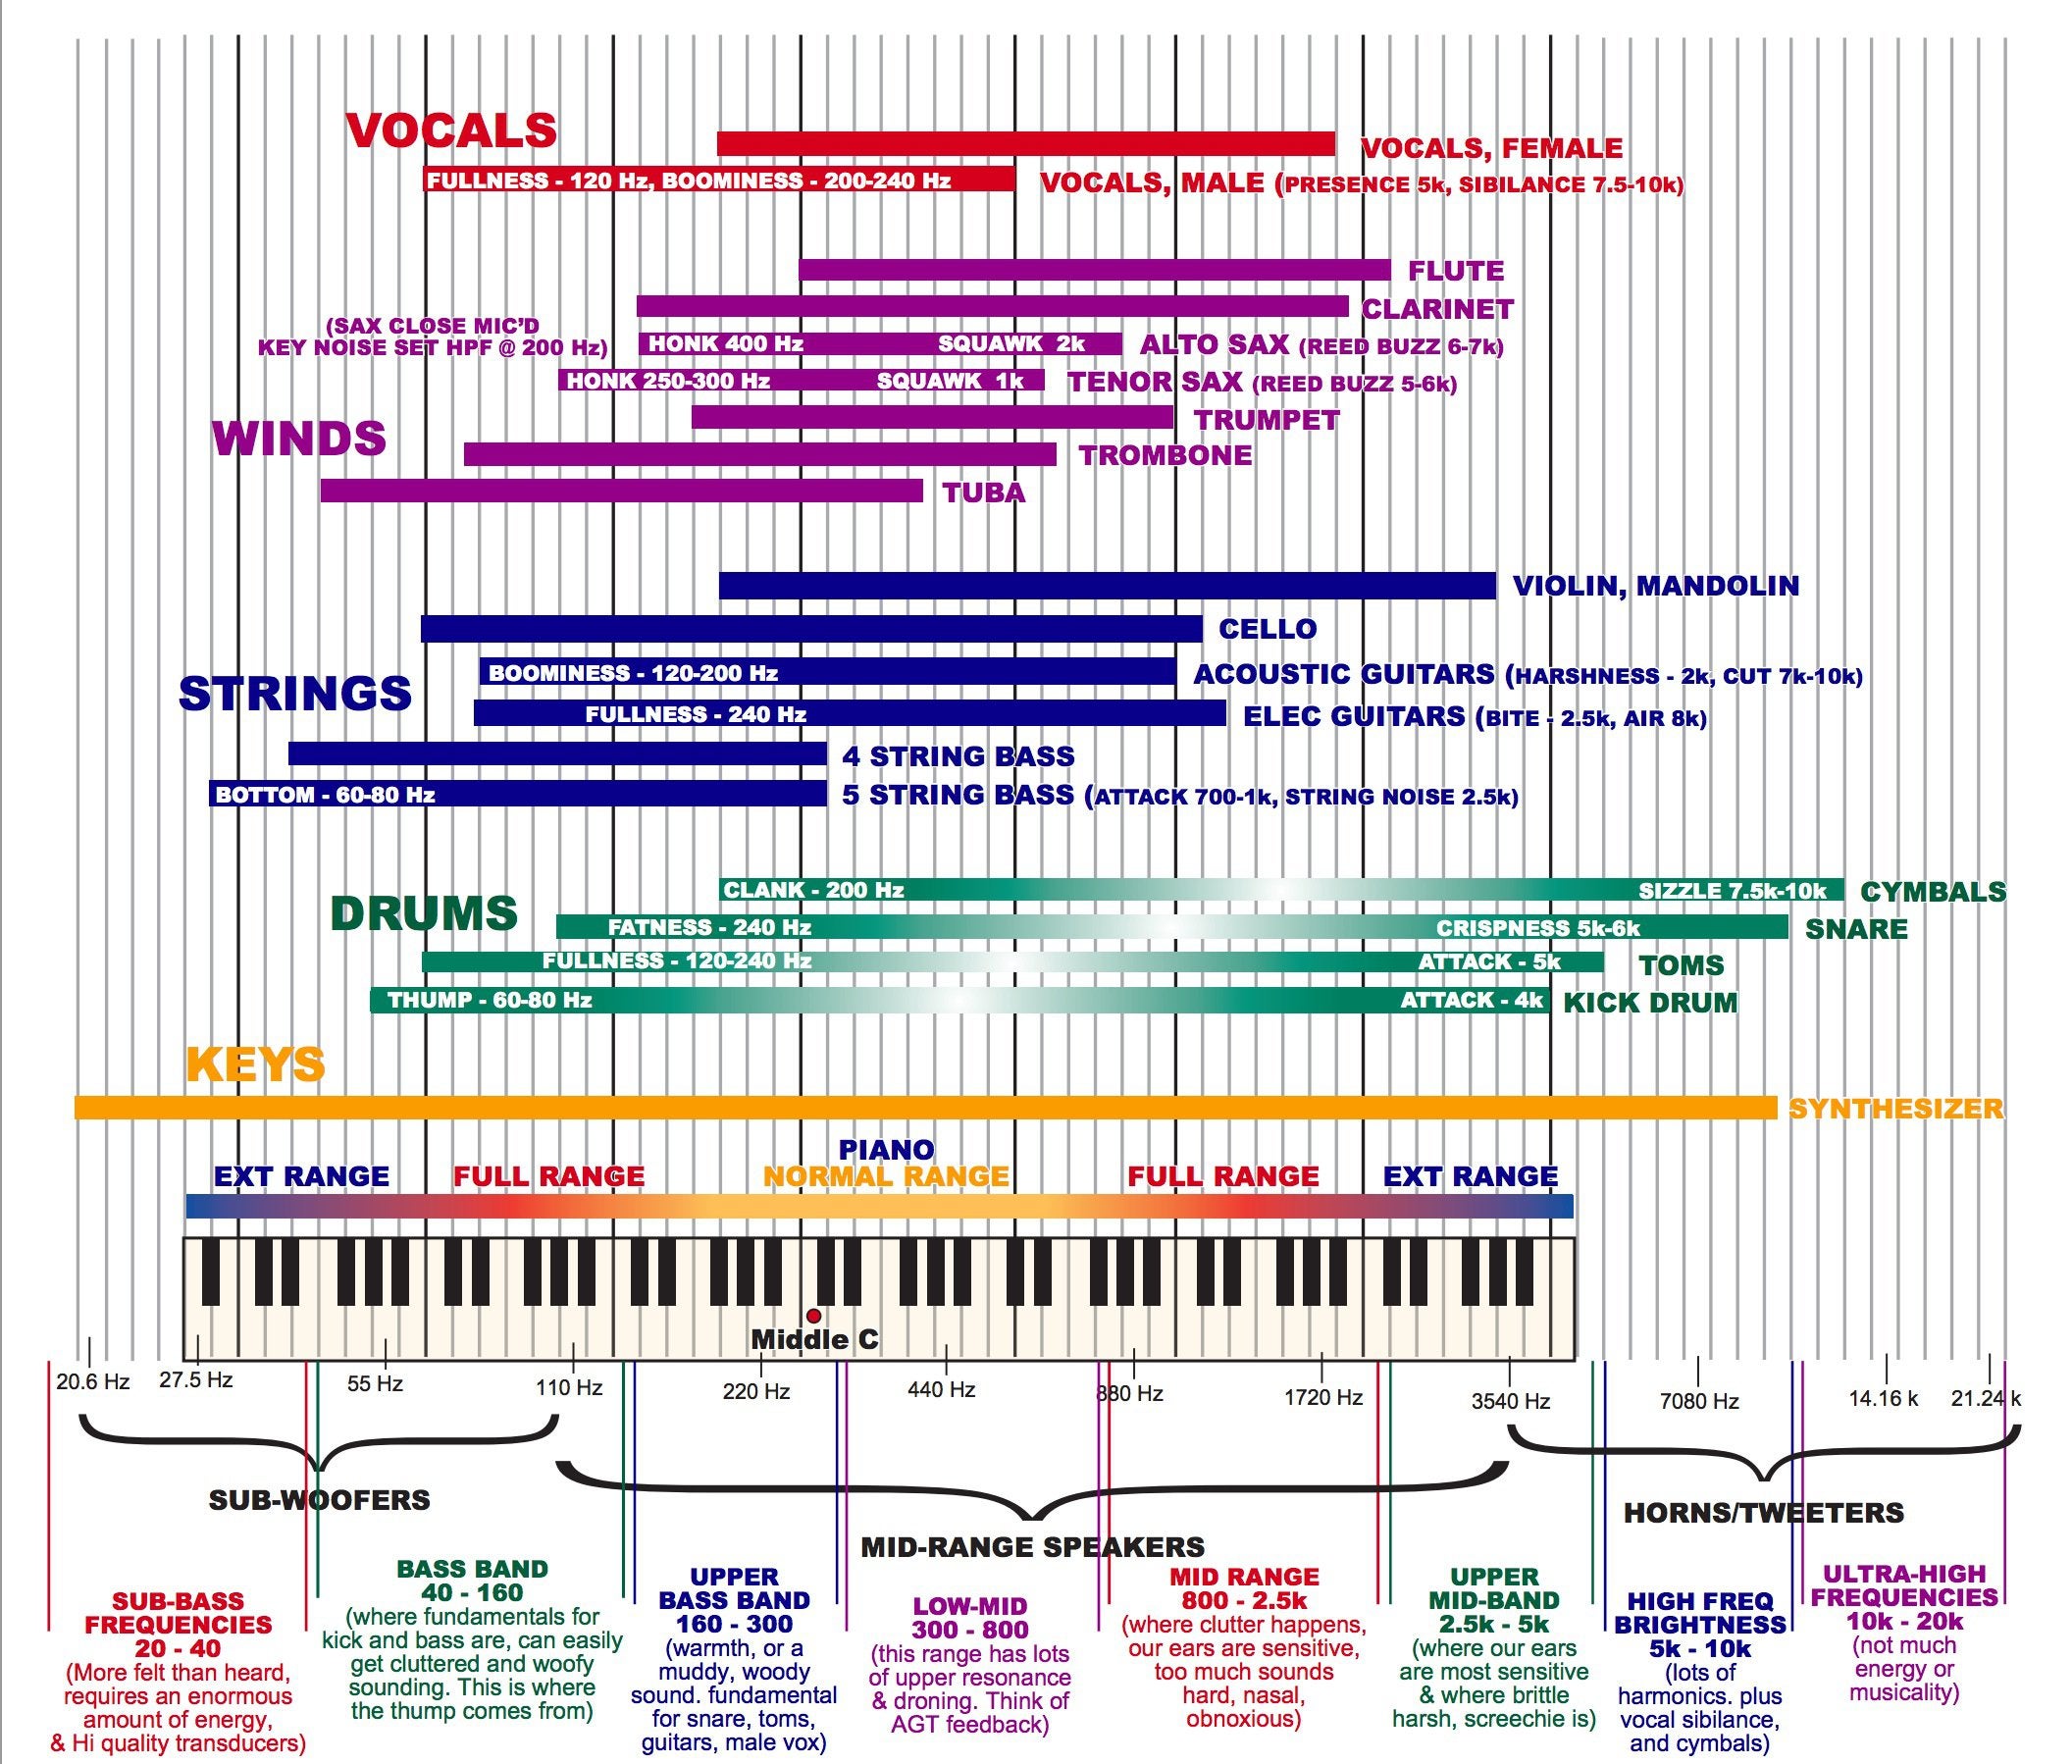 VOCALS
VOCALS, FEMALE
FULLNESS - 120 Hz, BOOMINESS - 200-240 Hz
VOCALS, MALE (PRESENCE 5k, SIBILANCE 7.5-10k)
FLUTE
CLARINET
(SAX CLOSE MIC'D
KEY NOISE SET HPF @ 200 Hz)
HONK 400 Hz SQUAWK 2k
ALTO SAX (REED BUZZ 6-7k)
HONK 250-300 Hz SQUAWK 1k
TENOR SAX (REED BUZZ 5-6k)
TRUMPET
WINDS
TROMBONE
TUBA
VIOLIN, MANDOLIN
CELLO
STRINGS
BOOMINESS - 120-200 Hz
ACOUSTIC GUITARS (HARSHNESS - 2k, CUT 7k-10k)
FULLNESS - 240 Hz
ELEC GUITARS (BITE - 2.5k, AIR 8k)
4 STRING BASS
BOTTOM - 60-80 Hz
5 STRING BASS (ATTACK 700-1k, STRING NOISE 2.5k)
DRUMS
CLANK - 200 Hz SIZZLE 7.5k-10k
CYMBALS
FATNESS - 240 Hz CRISPNESS 5k-6k
SNARE
FULLNESS - 120-240 Hz ATTACK - 5k
TOMS
THUMP - 60-80 Hz ATTACK - 4k
KICK DRUM
KEYS
SYNTHESIZER
PIANO
EXT RANGE FULL RANGE NORMAL RANGE FULL RANGE EXT RANGE
Middle C
20.6 Hz 27.5 Hz 55 Hz 110 Hz 220 Hz 440 Hz 880 Hz 1720 Hz 3540 Hz 7080 Hz 14.16 k 21.24 k
SUB-WOOFERS
MID-RANGE SPEAKERS
HORNS/TWEETERS
SUB-BASS
FREQUENCIES
20 - 40
(More felt than heard,
requires an enormous
amount of energy,
& Hi quality transducers)
BASS BAND
40 - 160
(where fundamentals for
kick and bass are, can easily
get cluttered and woofy
sounding. This is where
the thump comes from)
UPPER
BASS BAND
160 - 300
(warmth, or a
muddy, woody
sound. fundamental
for snare, toms,
guitars, male vox)
LOW-MID
300 - 800
(this range has lots
of upper resonance
& droning. Think of
AGT feedback)
MID RANGE
800 - 2.5k
(where clutter happens,
our ears are sensitive,
too much sounds
hard, nasal,
obnoxious)
UPPER
MID-BAND
2.5k - 5k
(where our ears
are most sensitive
& where brittle
harsh, screechie is)
HIGH FREQ
BRIGHTNESS
5k - 10k
(lots of
harmonics. plus
vocal sibilance,
and cymbals)
ULTRA-HIGH
FREQUENCIES
10k - 20k
(not much
energy or
musicality)